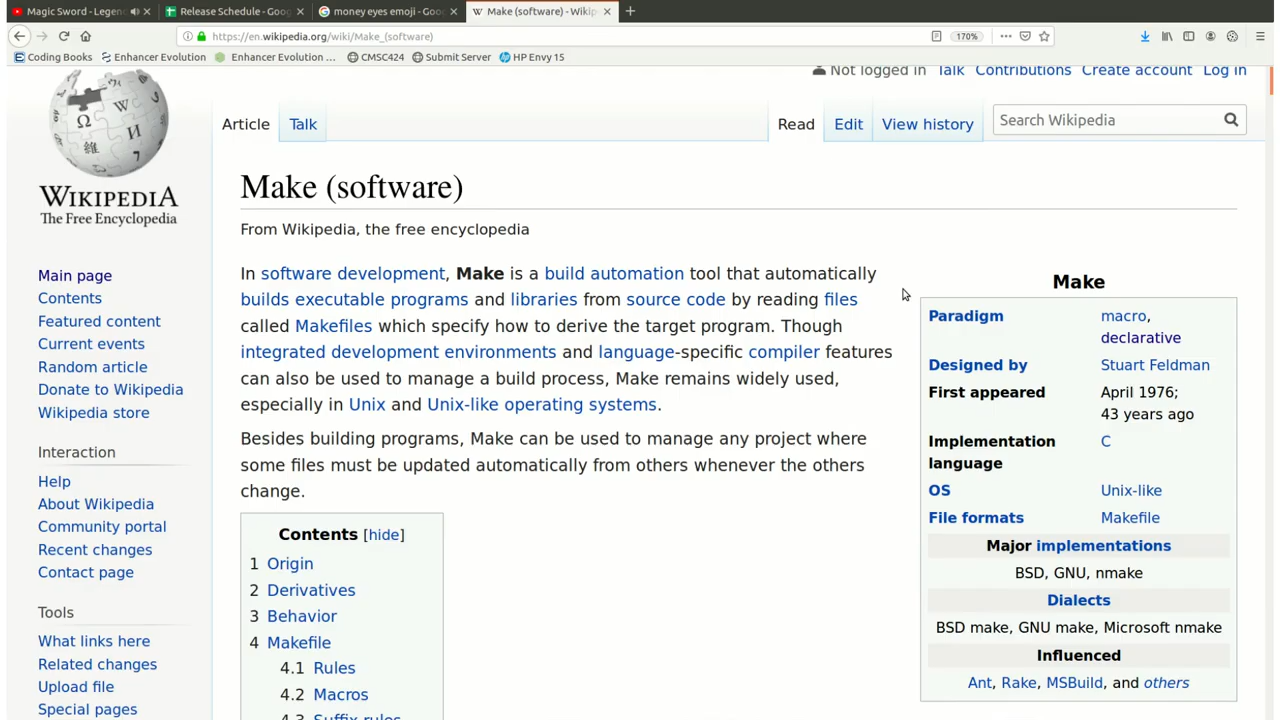 Magic Sword - Legen
Release Schedule - Goog
money eyes emoji - Goo
Make (software) - Wikip
https://en.wikipedia.org/wiki/Make_(software)
170%
Coding Books
Enhancer Evolution
Enhancer Evolution ...
CMSC424
Submit Server
HP Envy 15
Not logged in Talk Contributions Create account Log in
Article Talk Read Edit View history Search Wikipedia
WIKIPEDIA
The Free Encyclopedia
Main page
Contents
Featured content
Current events
Random article
Donate to Wikipedia
Wikipedia store
Interaction
Help
About Wikipedia
Community portal
Recent changes
Contact page
Tools
What links here
Related changes
Upload file
Special pages
Make (software)
From Wikipedia, the free encyclopedia
In software development, Make is a build automation tool that automatically
builds executable programs and libraries from source code by reading files
called Makefiles which specify how to derive the target program. Though
integrated development environments and language-specific compiler features
can also be used to manage a build process, Make remains widely used,
especially in Unix and Unix-like operating systems.
Besides building programs, Make can be used to manage any project where
some files must be updated automatically from others whenever the others
change.
Contents [hide]
1 Origin
2 Derivatives
3 Behavior
4 Makefile
4.1 Rules
4.2 Macros
4.3 Suffix rules
Make
Paradigm macro,
declarative
Designed by Stuart Feldman
First appeared April 1976;
43 years ago
Implementation C
language
OS Unix-like
File formats Makefile
Major implementations
BSD, GNU, nmake
Dialects
BSD make, GNU make, Microsoft nmake
Influenced
Ant, Rake, MSBuild, and others